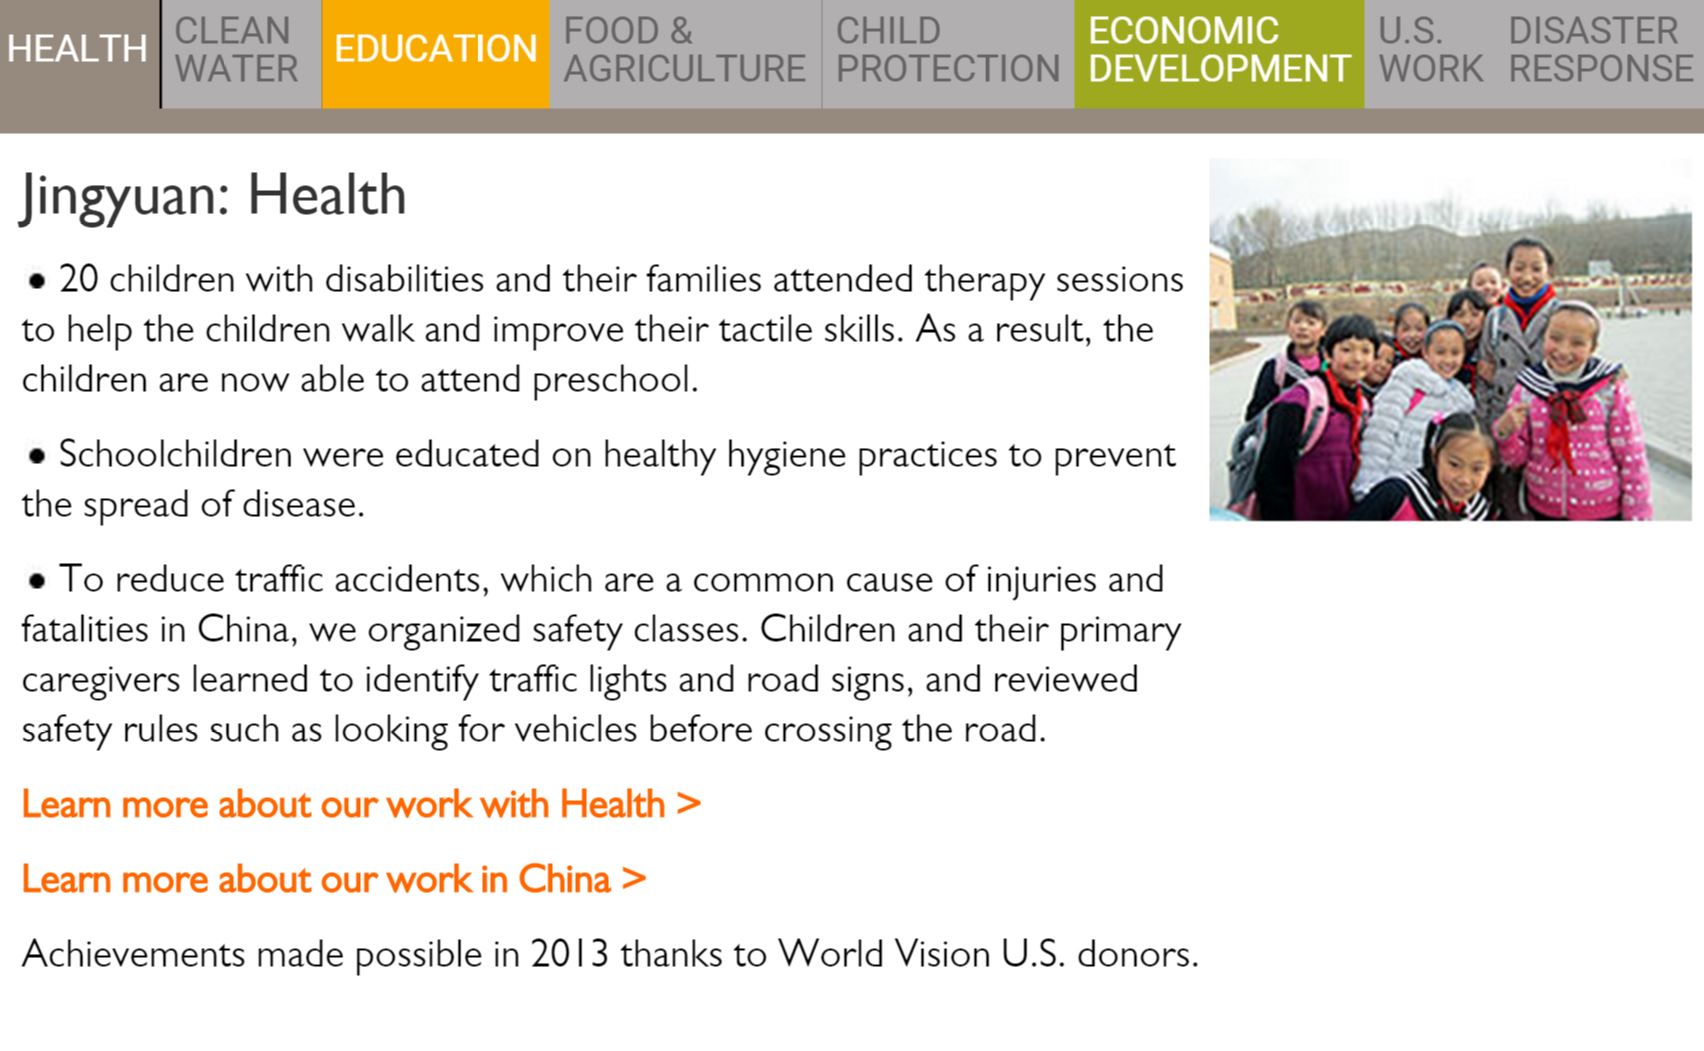 HEALTH
CLEAN
WATER
EDUCATION
FOOD &
AGRICULTURE
CHILD
PROTECTION
ECONOMIC
DEVELOPMENT
U.S.
WORK
DISASTER
RESPONSE
Jingyuan: Health
• 20 children with disabilities and their families attended therapy sessions
to help the children walk and improve their tactile skills. As a result, the
children are now able to attend preschool.
• Schoolchildren were educated on healthy hygiene practices to prevent
the spread of disease.
• To reduce traffic accidents, which are a common cause of injuries and
fatalities in China, we organized safety classes. Children and their primary
caregivers learned to identify traffic lights and road signs, and reviewed
safety rules such as looking for vehicles before crossing the road.
Learn more about our work with Health >
Learn more about our work in China >
Achievements made possible in 2013 thanks to World Vision U.S. donors.